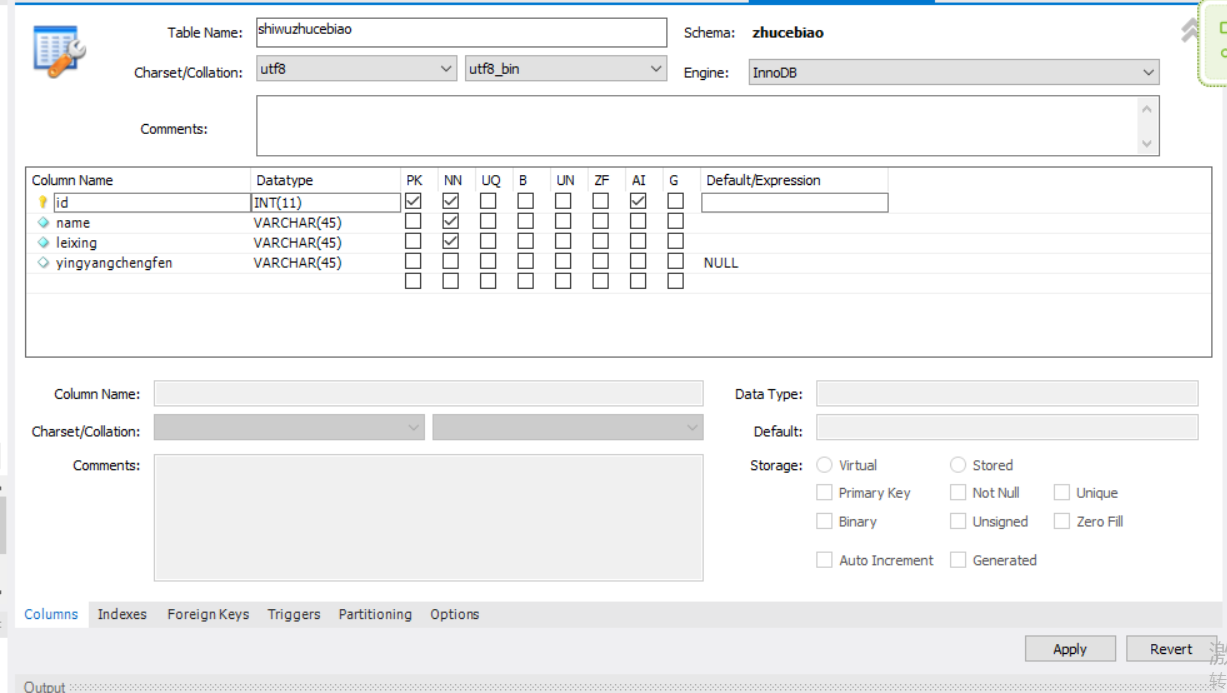 Table Name: shiwuzhucebiao Schema: zhucebiao
Charset/Collation: utf8 utf8_bin Engine: InnoDB
Comments:
Column Name Datatype PK NN UQ B UN ZF AI G Default/Expression
id INT(11)
name VARCHAR(45)
leixing VARCHAR(45)
yingyangchengfen VARCHAR(45) NULL
Column Name: Data Type:
Charset/Collation: Default:
Comments: Storage: Virtual Stored
Primary Key Not Null Unique
Binary Unsigned Zero Fill
Auto Increment Generated
Columns Indexes Foreign Keys Triggers Partitioning Options
Apply Revert
激
转
Output